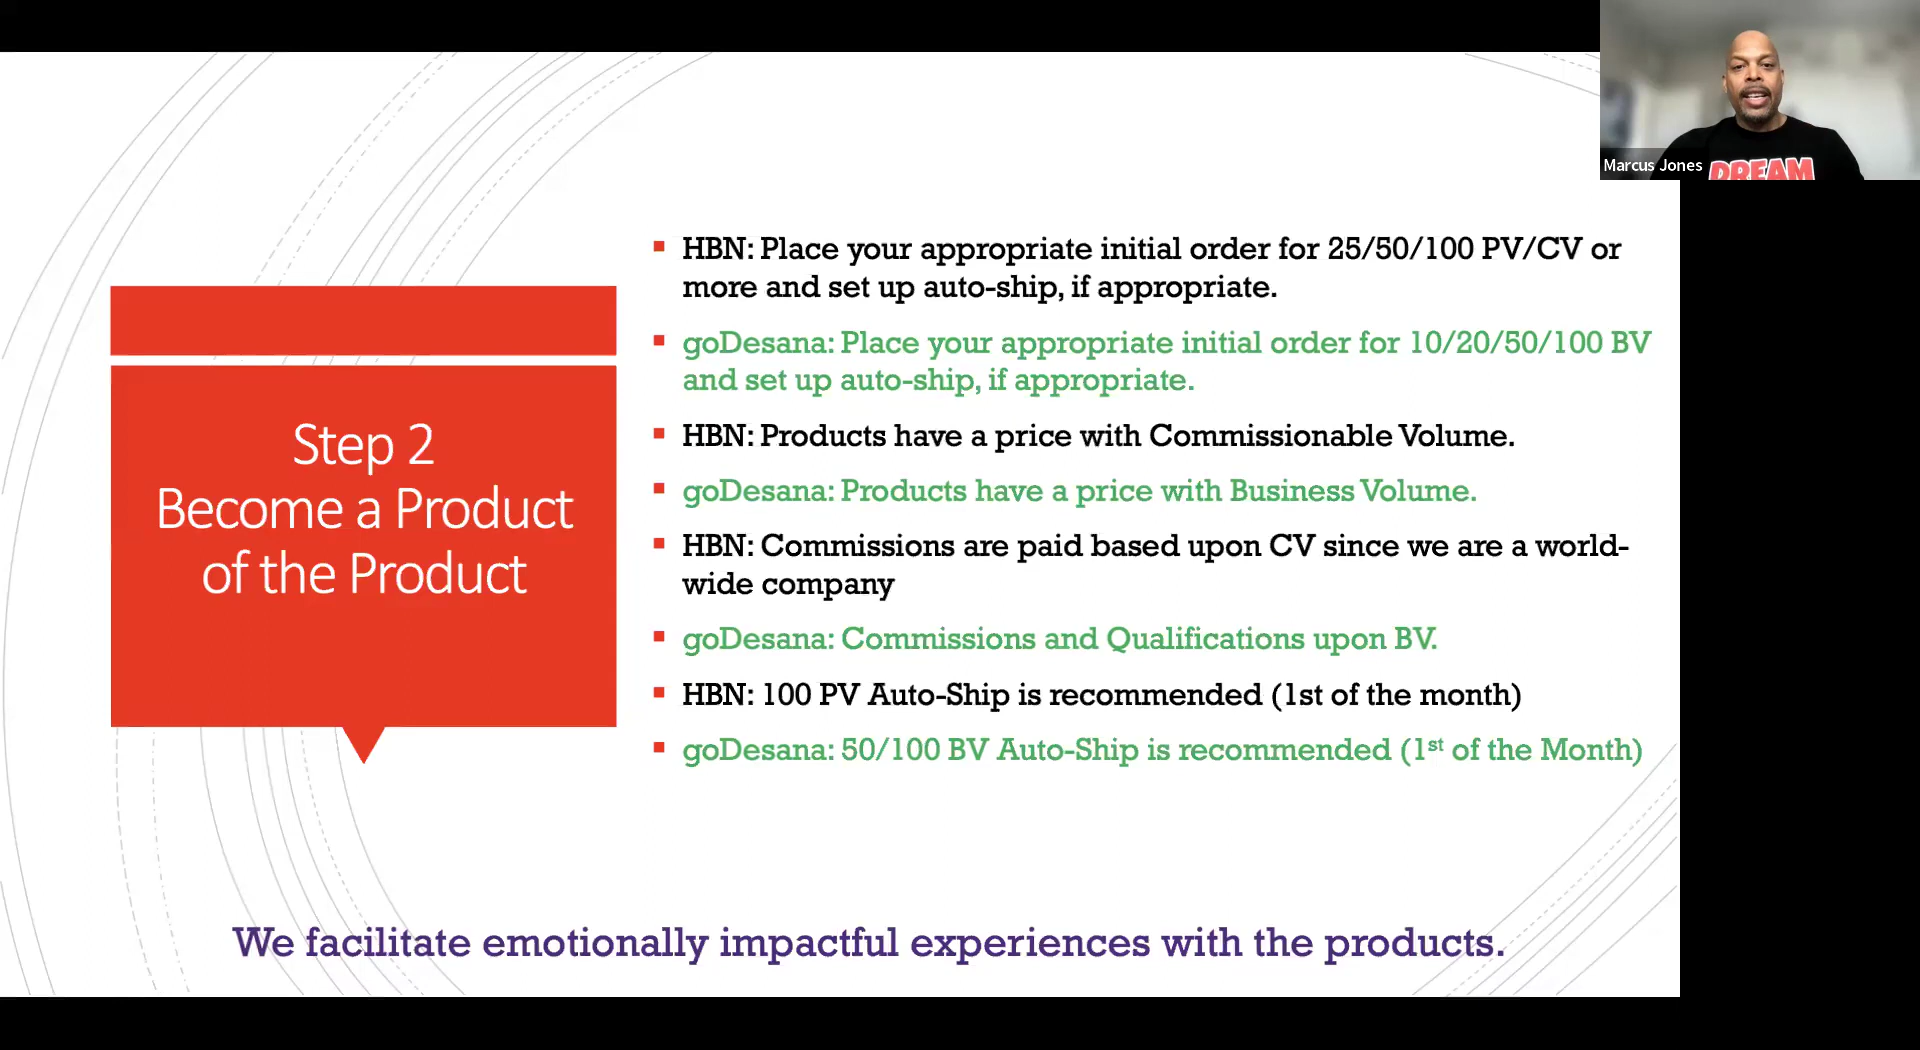 Marcus Jones
DREAM
Step 2
Become a Product
of the Product
HBN: Place your appropriate initial order for 25/50/100 PV/CV or
more and set up auto-ship, if appropriate.
goDesana: Place your appropriate initial order for 10/20/50/100 BV
and set up auto-ship, if appropriate.
HBN: Products have a price with Commissionable Volume.
goDesana: Products have a price with Business Volume.
HBN: Commissions are paid based upon CV since we are a world-
wide company
goDesana: Commissions and Qualifications upon BV.
HBN: 100 PV Auto-Ship is recommended (1st of the month)
goDesana: 50/100 BV Auto-Ship is recommended (1st of the Month)
We facilitate emotionally impactful experiences with the products.